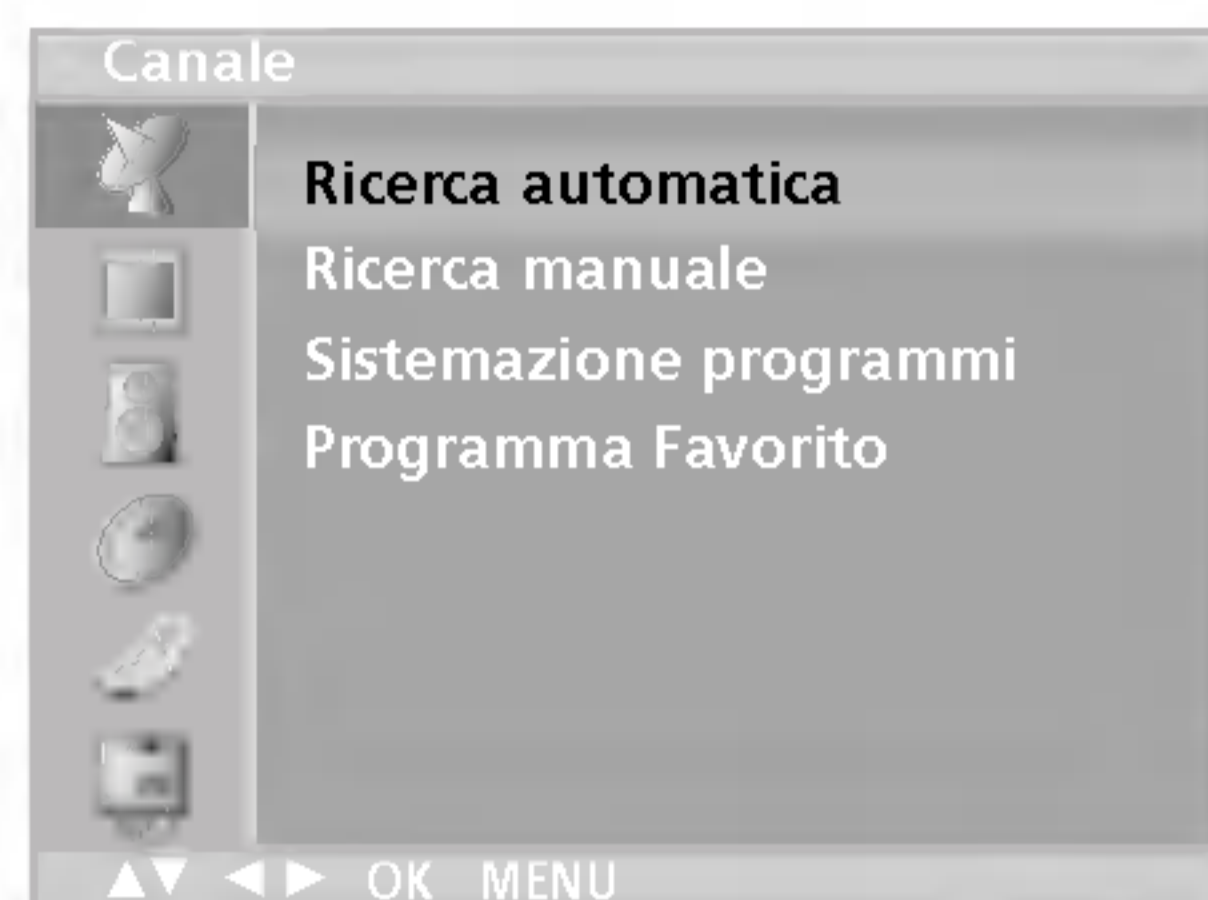 Canale
Ricerca automatica
Ricerca manuale
Sistemazione programmi
Programma Favorito
▲▼ ◀▶ OK MENU